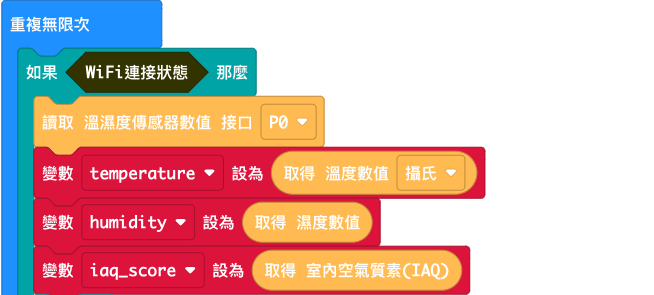 重複無限次
如果 WiFi連接狀態 那麼
讀取 溫濕度傳感器數值 接口 P0
變數 temperature 設為 取得 溫度數值 攝氏
變數 humidity 設為 取得 濕度數值
變數 iaq_score 設為 取得 室內空氣質素(IAQ)